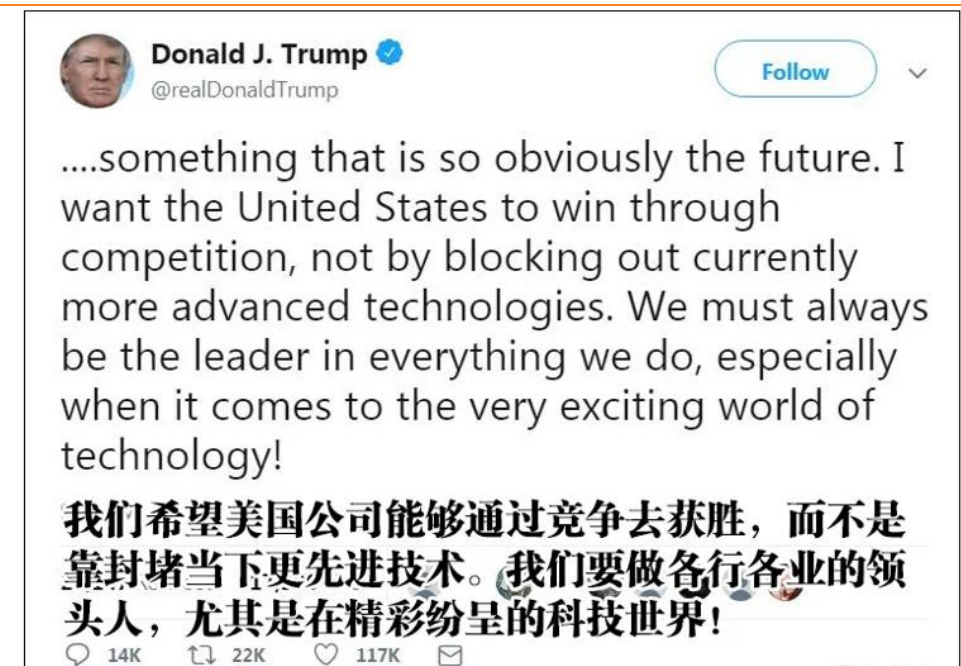 Donald J. Trump
@realDonaldTrump
Follow
....something that is so obviously the future. I
want the United States to win through
competition, not by blocking out currently
more advanced technologies. We must always
be the leader in everything we do, especially
when it comes to the very exciting world of
technology!
我们希望美国公司能够通过竞争去获胜，而不是
靠封堵当下更先进技术。我们要做各行各业的领
头人，尤其是在精彩纷呈的科技世界！
14K 22K 117K